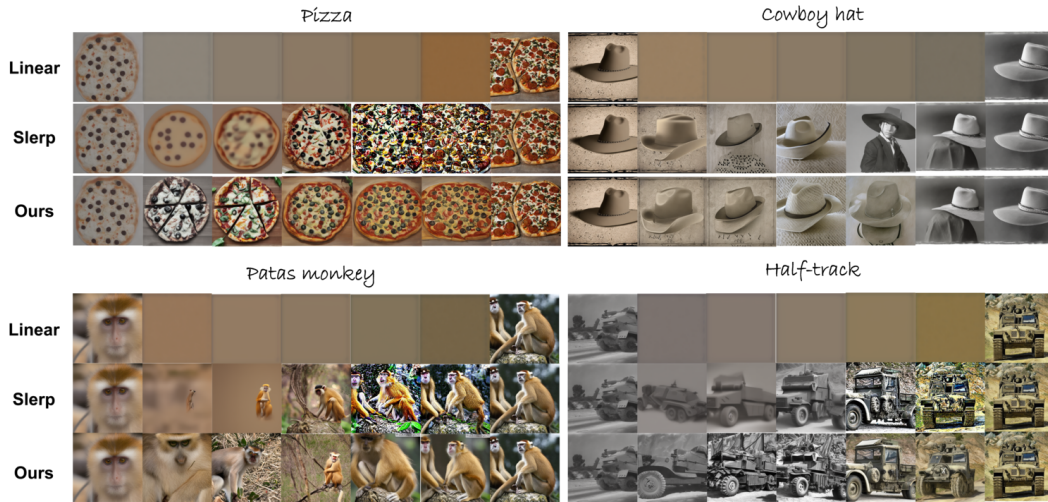 Pizza
Cowboy hat
Linear
Slerp
Ours
Patas monkey
Half-track
Linear
Slerp
Ours